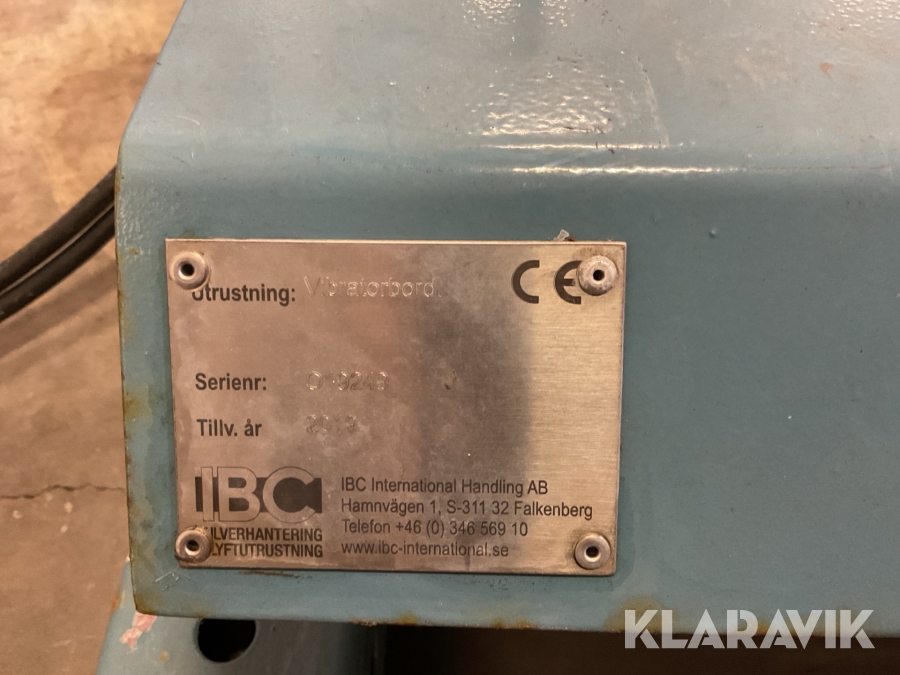 Utrustning: Vibratorbord
CE
Serienr:
Tillv. år
IBC
IBC International Handling AB
Hamnvägen 1, S-311 32 Falkenberg
Telefon +46 (0) 346 569 10
www.ibc-international.se
KLARAVIK